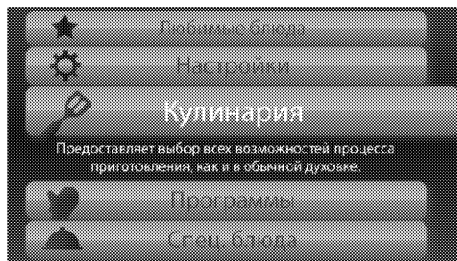 Любимые блюда
Настройки
Кулинария
Предоставляет выбор всех возможностей процесса
приготовления, как и в обычной духовке.
Программы
Спец. блюда